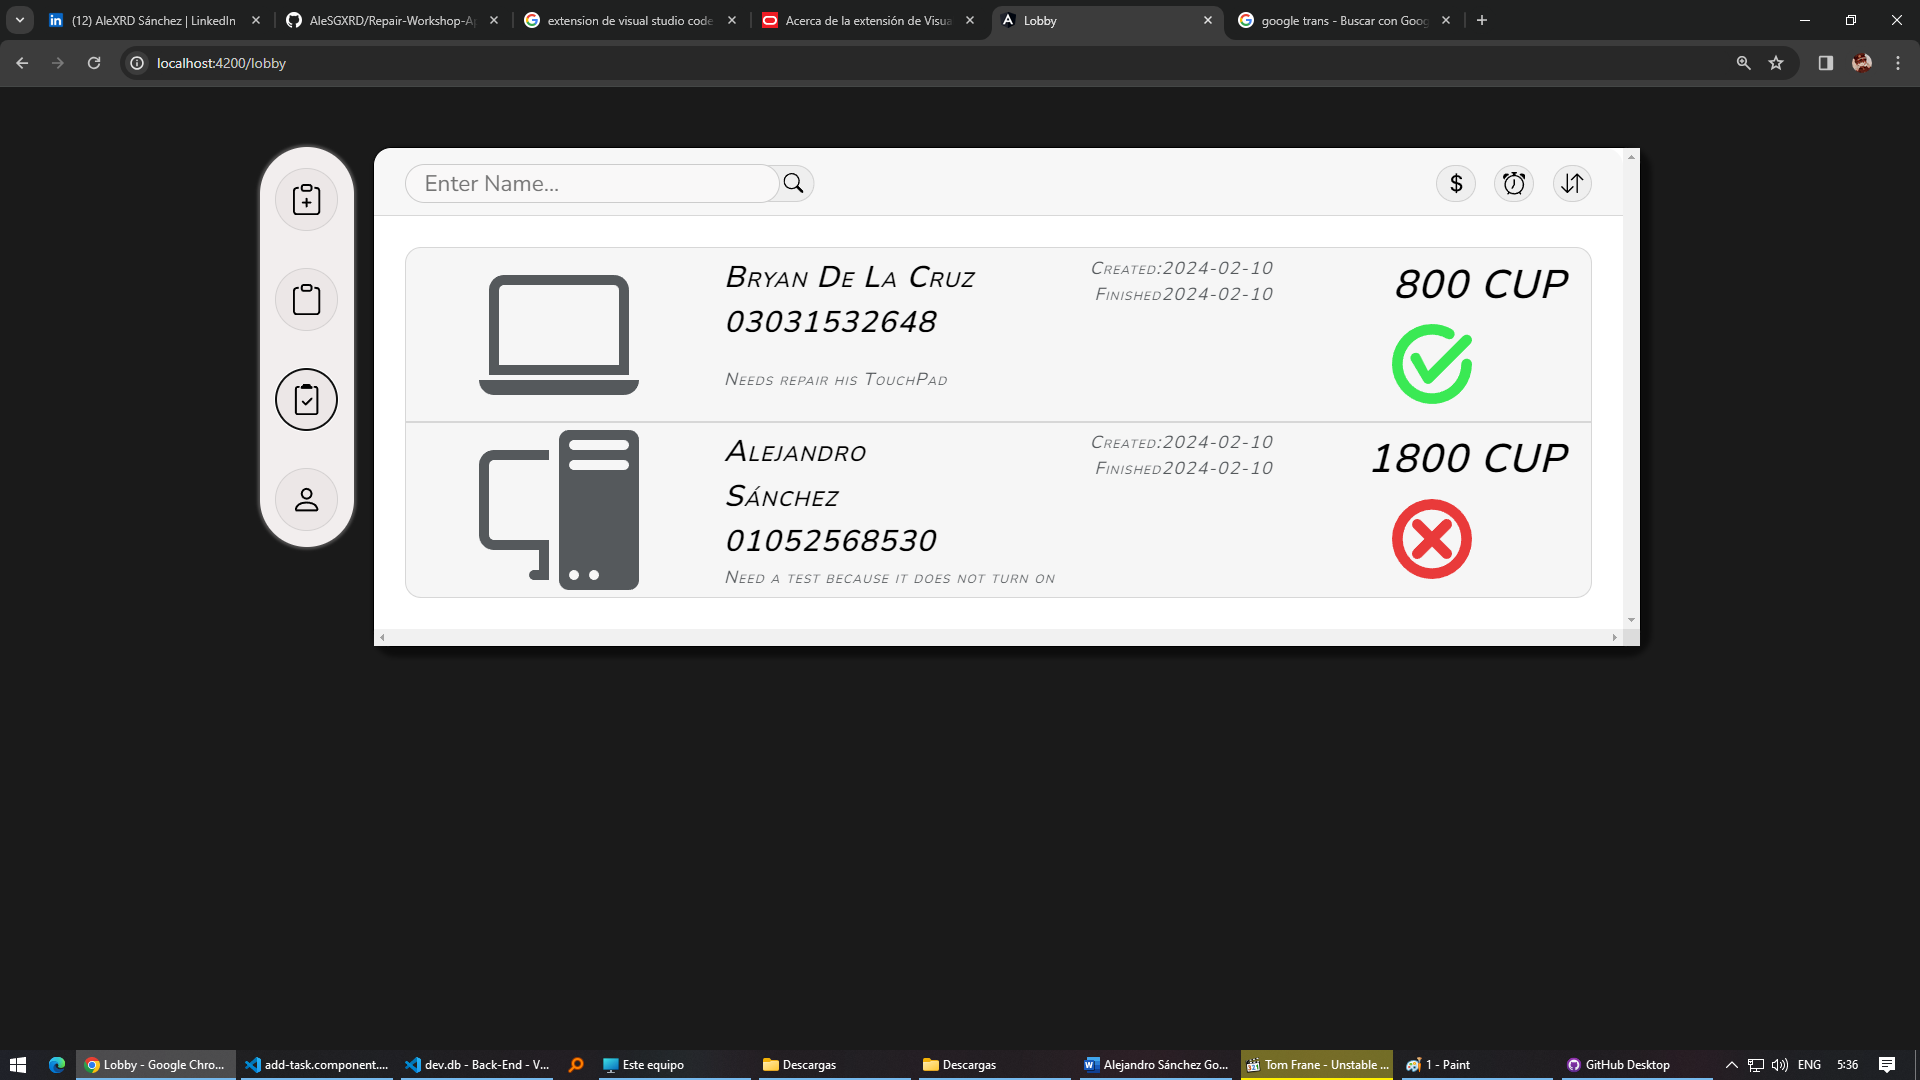 (12) AleXRD Sánchez | LinkedIn
AleSGXRD/Repair-Workshop-Ap
extension de visual studio code
Acerca de la extensión de Visua
Lobby
google trans - Buscar con Goog
localhost:4200/lobby
Enter Name...
$
Bryan De La Cruz
03031532648
Needs repair his TouchPad
Created:2024-02-10
Finished2024-02-10
800 CUP
Alejandro
Sánchez
01052568530
Need a test because it does not turn on
Created:2024-02-10
Finished2024-02-10
1800 CUP
Lobby - Google Chro...
add-task.component....
dev.db - Back-End - V...
Este equipo
Descargas
Descargas
Alejandro Sánchez Go...
Tom Frane - Unstable ...
1 - Paint
GitHub Desktop
ENG
5:36